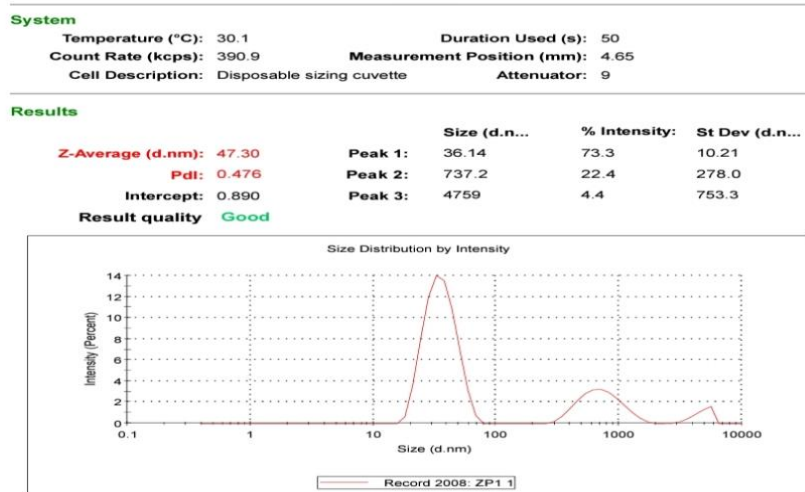 System
Temperature (°C): 30.1 Duration Used (s): 50
Count Rate (kcps): 390.9 Measurement Position (mm): 4.65
Cell Description: Disposable sizing cuvette Attenuator: 9
Results
Size (d.n... % Intensity: St Dev (d.n...
Z-Average (d.nm): 47.30 Peak 1: 36.14 73.3 10.21
PdI: 0.476 Peak 2: 737.2 22.4 278.0
Intercept: 0.890 Peak 3: 4759 4.4 753.3
Result quality Good
Size Distribution by Intensity
Intensity (Percent)
14
12
10
8
6
4
2
0
0.1 1 10 100 1000 10000
Size (d.nm)
Record 2008: ZP1 1